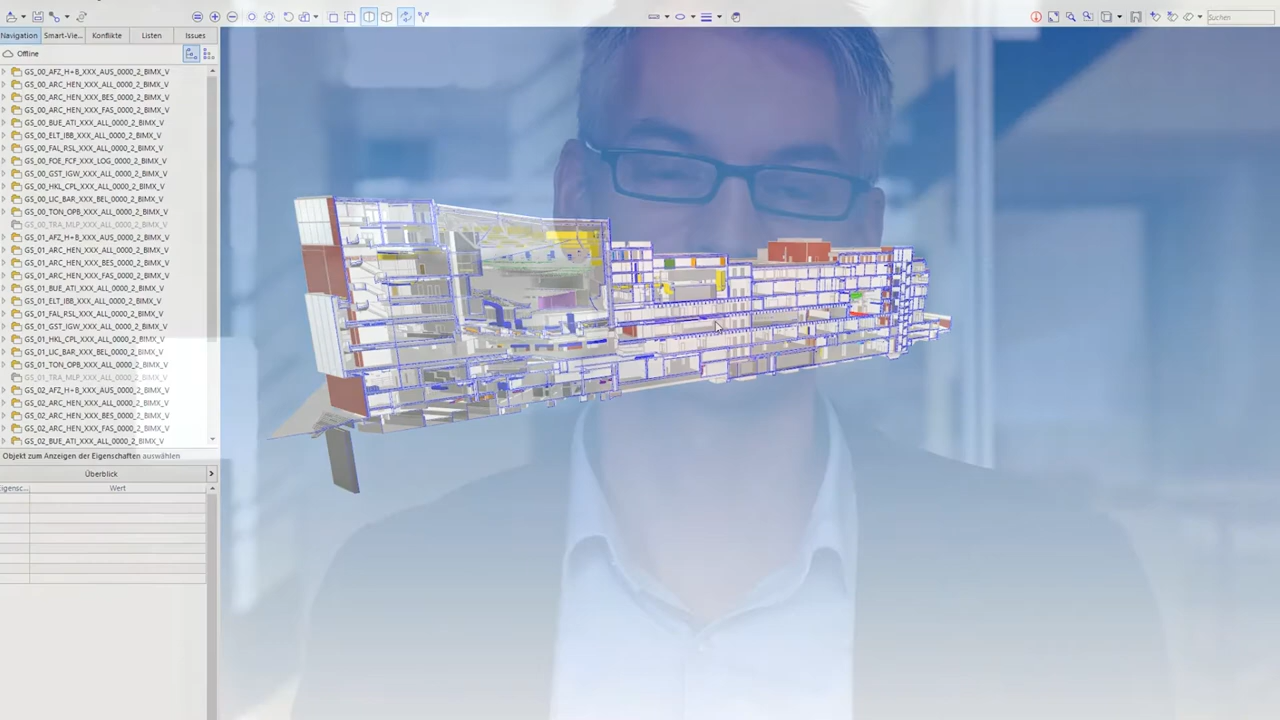 Suchen
Navigation Smart-Vie... Konflikte Listen Issues
Offline
GS_00_AFZ_H+B_XXX_AUS_0000_2_BIMX_V
GS_00_ARC_HEN_XXX_ALL_0000_2_BIMX_V
GS_00_ARC_HEN_XXX_BES_0000_2_BIMX_V
GS_00_ARC_HEN_XXX_FAS_0000_2_BIMX_V
GS_00_BUE_ATI_XXX_ALL_0000_2_BIMX_V
GS_00_ELT_IBB_XXX_ALL_0000_2_BIMX_V
GS_00_FAL_RSL_XXX_ALL_0000_2_BIMX_V
GS_00_FOE_FCF_XXX_LOG_0000_2_BIMX_V
GS_00_GST_IGW_XXX_ALL_0000_2_BIMX_V
GS_00_HKL_CPL_XXX_ALL_0000_2_BIMX_V
GS_00_LIC_BAR_XXX_BEL_0000_2_BIMX_V
GS_00_TON_OPB_XXX_ALL_0000_2_BIMX_V
GS_00_TRA_MLP_XXX_ALL_0000_2_BIMX_V
GS_01_AFZ_H+B_XXX_AUS_0000_2_BIMX_V
GS_01_ARC_HEN_XXX_ALL_0000_2_BIMX_V
GS_01_ARC_HEN_XXX_BES_0000_2_BIMX_V
GS_01_ARC_HEN_XXX_FAS_0000_2_BIMX_V
GS_01_BUE_ATI_XXX_ALL_0000_2_BIMX_V
GS_01_ELT_IBB_XXX_ALL_0000_2_BIMX_V
GS_01_FAL_RSL_XXX_ALL_0000_2_BIMX_V
GS_01_GST_IGW_XXX_ALL_0000_2_BIMX_V
GS_01_HKL_CPL_XXX_ALL_0000_2_BIMX_V
GS_01_LIC_BAR_XXX_BEL_0000_2_BIMX_V
GS_01_TON_OPB_XXX_ALL_0000_2_BIMX_V
GS_01_TRA_MLP_XXX_ALL_0000_2_BIMX_V
GS_02_AFZ_H+B_XXX_AUS_0000_2_BIMX_V
GS_02_ARC_HEN_XXX_ALL_0000_2_BIMX_V
GS_02_ARC_HEN_XXX_BES_0000_2_BIMX_V
GS_02_ARC_HEN_XXX_FAS_0000_2_BIMX_V
GS_02_BUE_ATI_XXX_ALL_0000_2_BIMX_V
Objekt zum Anzeigen der Eigenschaften auswählen
Überblick
Eigensc... Wert